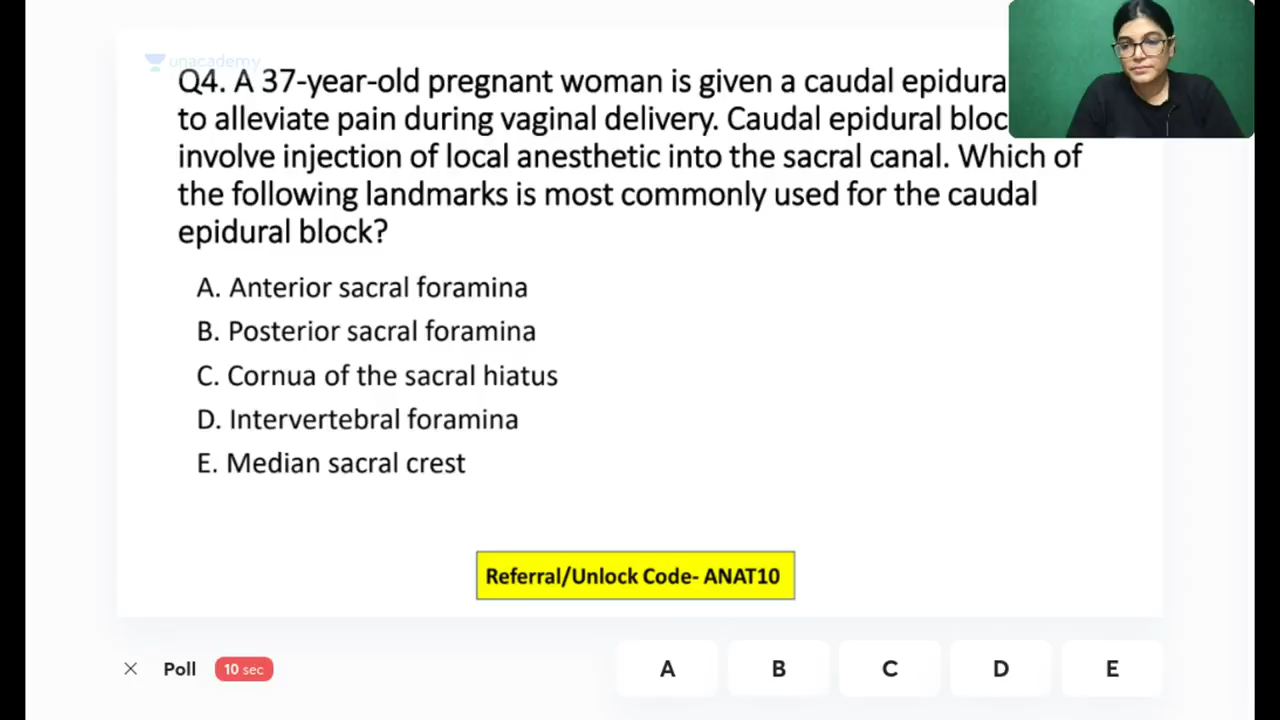 unacademy
Q4. A 37-year-old pregnant woman is given a caudal epidura
to alleviate pain during vaginal delivery. Caudal epidural bloc
involve injection of local anesthetic into the sacral canal. Which of
the following landmarks is most commonly used for the caudal
epidural block?
A. Anterior sacral foramina
B. Posterior sacral foramina
C. Cornua of the sacral hiatus
D. Intervertebral foramina
E. Median sacral crest
Referral/Unlock Code- ANAT10
Poll 10 sec A B C D E